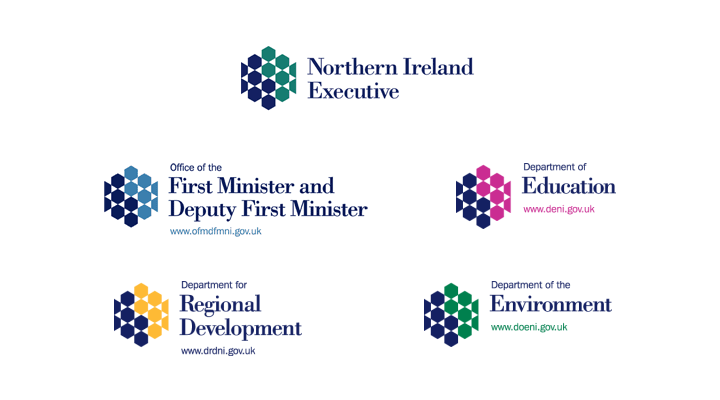 Northern Ireland
Executive
Office of the
First Minister and
Deputy First Minister
www.ofmdfmni.gov.uk
Department of
Education
www.deni.gov.uk
Department for
Regional
Development
www.drdni.gov.uk
Department of the
Environment
www.doeni.gov.uk